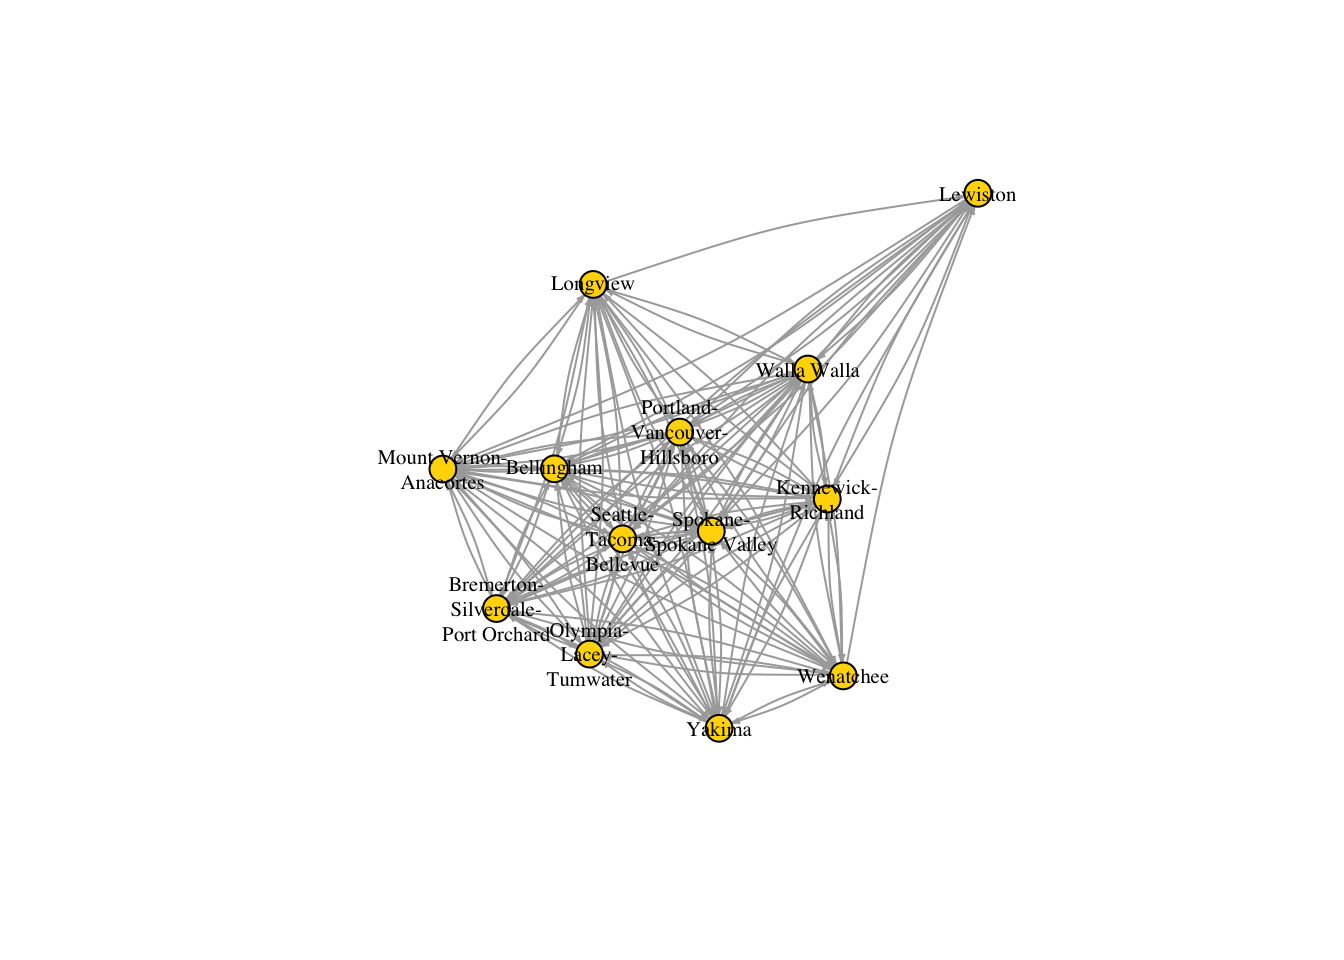 Lewiston
Longview
Walla Walla
Portland-
Vancouver-
Hillsboro
Mount Vernon-
Anacortes
Bellingham
Kennewick-
Richland
Seattle-
Tacoma-
Bellevue
Spokane-
Spokane Valley
Bremerton-
Silverdale-
Port Orchard
Olympia-
Lacey-
Tumwater
Wenatchee
Yakima